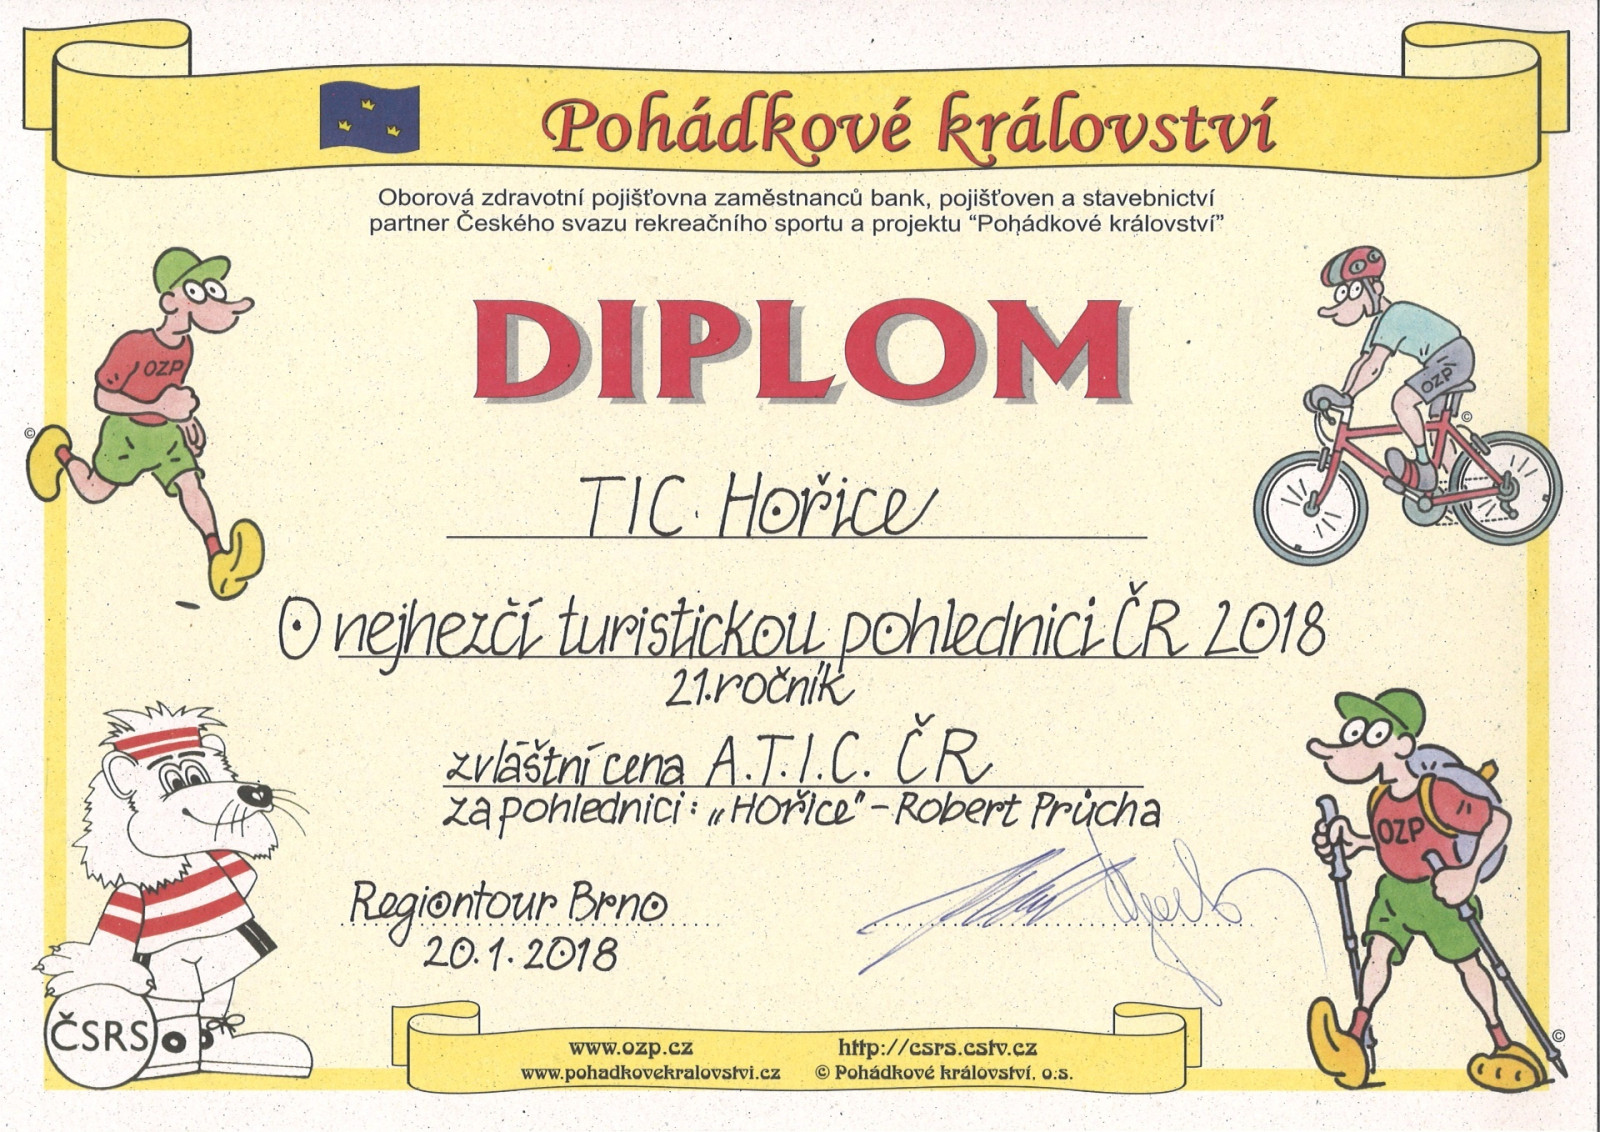 Pohádkové království
Oborová zdravotní pojišťovna zaměstnanců bank, pojišťoven a stavebnictví
partner Českého svazu rekreačního sportu a projektu “Pohádkové království”
DIPLOM
OZP
OZP
TIC Hořice
O nejhezčí turistickou pohlednici ČR 2018
21.ročník
zvláštní cena A.T.I.C. ČR
za pohlednici: „Hořice" - Robert Průcha
OZP
Regiontour Brno
20.1.2018
ČSRS
www.ozp.cz http://csrs.cstv.cz
www.pohadkovekralovstvi.cz © Pohádkové království, o.s.